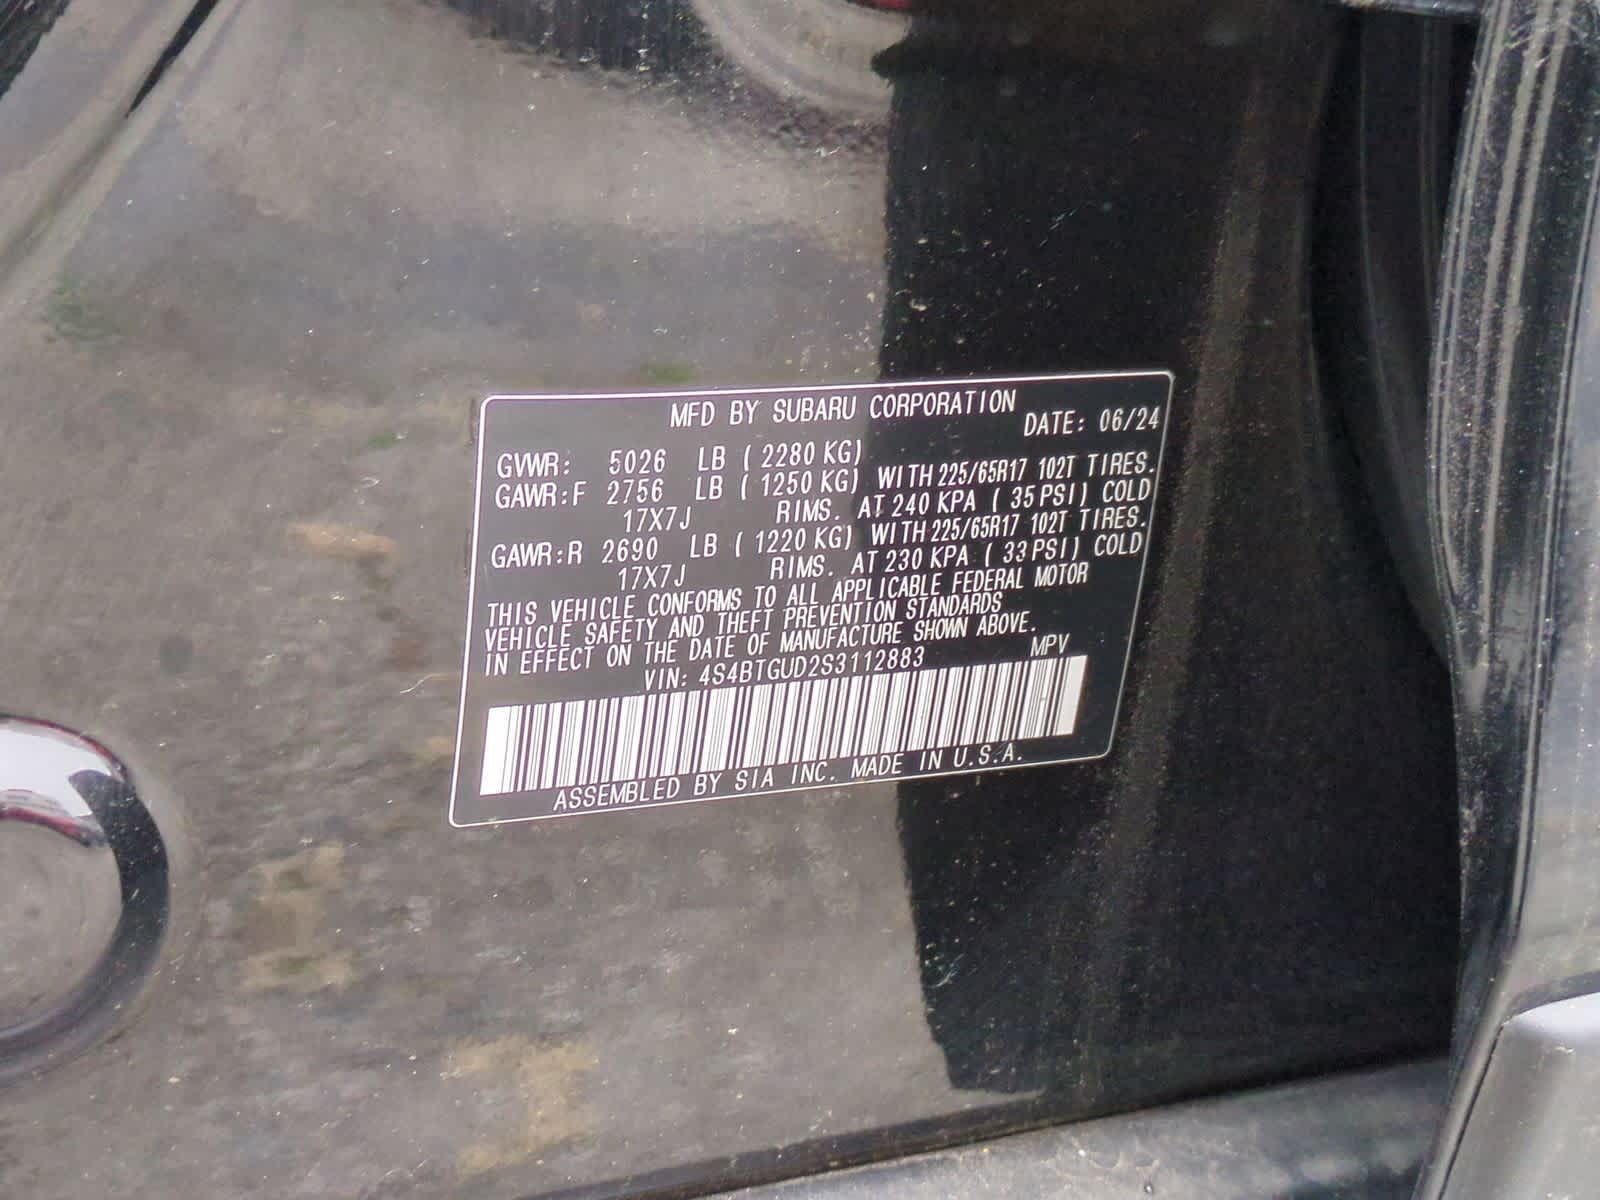 MFD BY SUBARU CORPORATION
DATE: 06/24
GVWR: 5026 LB ( 2280 KG)
GAWR:F 2756 LB ( 1250 KG) WITH 225/65R17 102T TIRES.
17X7J RIMS. AT 240 KPA ( 35 PSI) COLD
GAWR:R 2690 LB ( 1220 KG) WITH 225/65R17 102T TIRES.
17X7J RIMS. AT 230 KPA ( 33 PSI) COLD
THIS VEHICLE CONFORMS TO ALL APPLICABLE FEDERAL MOTOR
VEHICLE SAFETY AND THEFT PREVENTION STANDARDS
IN EFFECT ON THE DATE OF MANUFACTURE SHOWN ABOVE.
VIN: 4S4BTGUD2S3112883 MPV
ASSEMBLED BY SIA INC. MADE IN U.S.A.